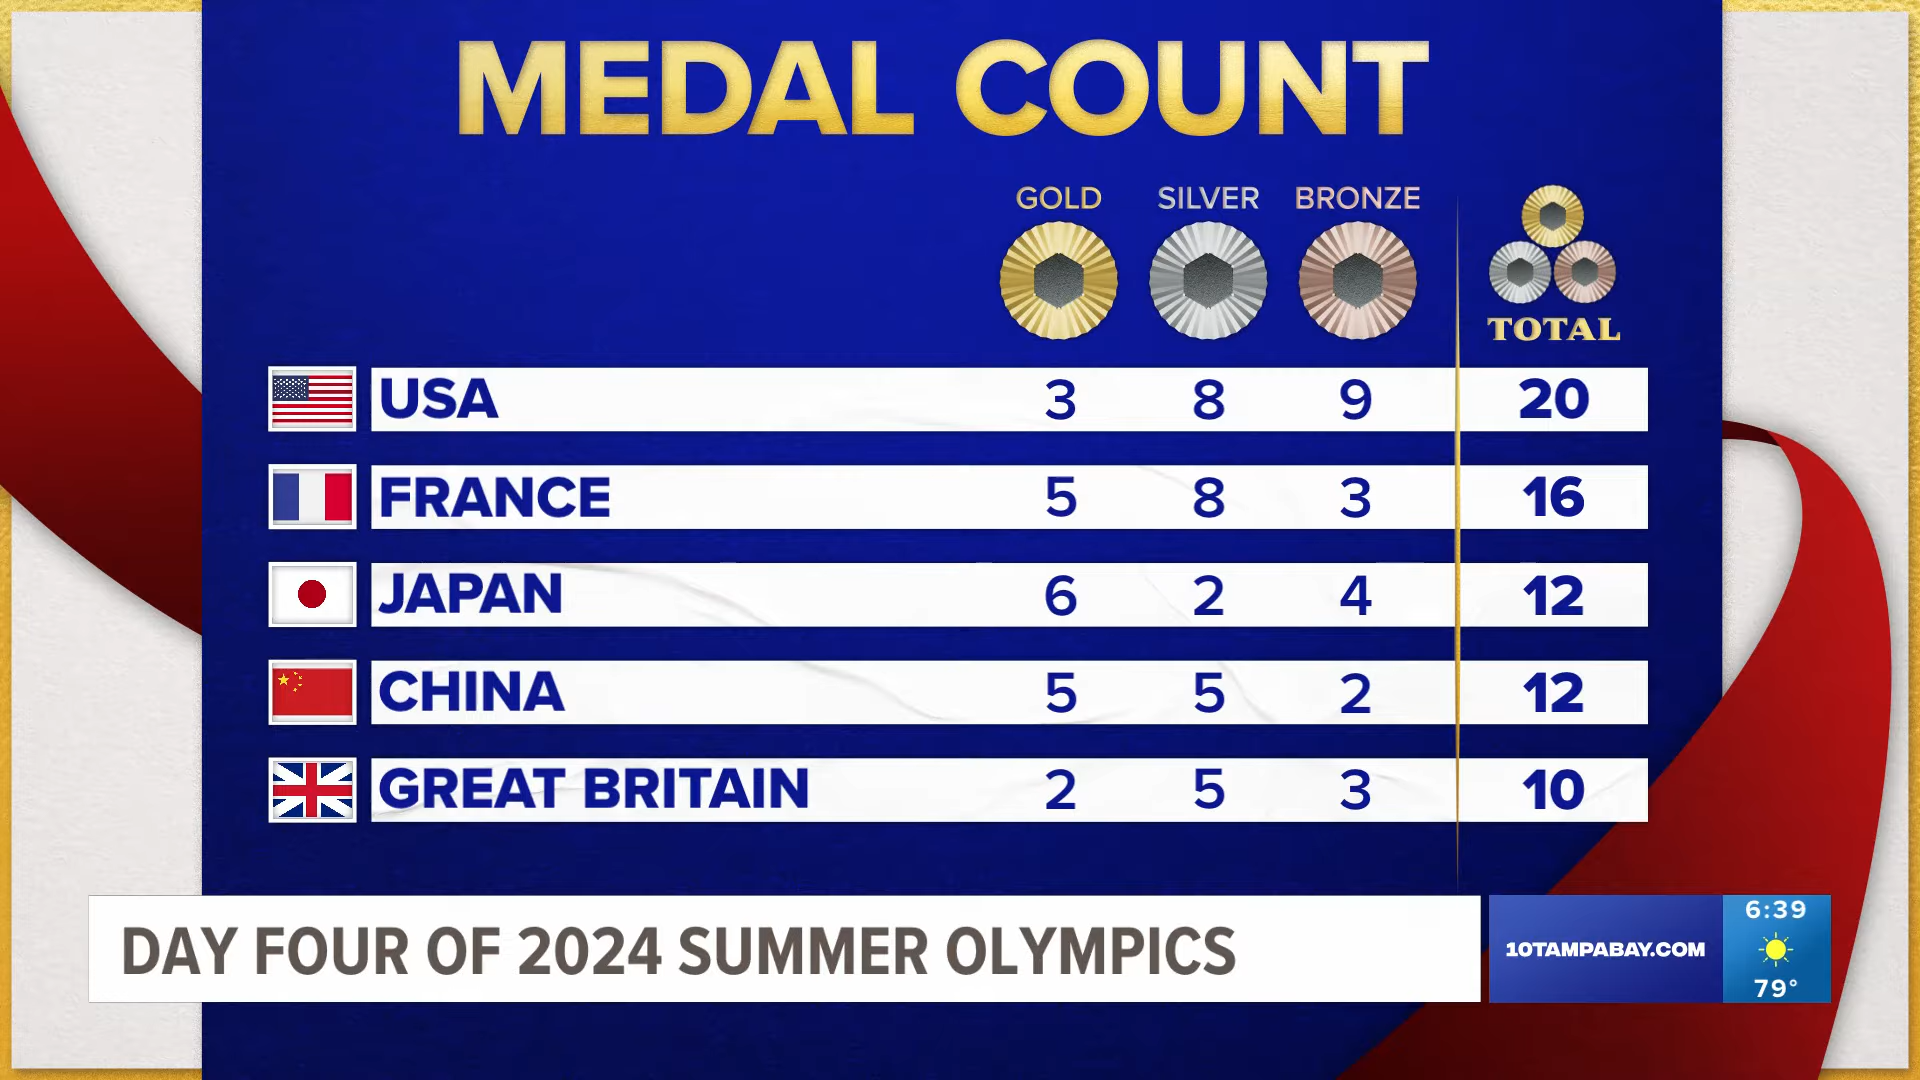 MEDAL COUNT
GOLD SILVER BRONZE
TOTAL
USA 3 8 9 20
FRANCE 5 8 3 16
JAPAN 6 2 4 12
CHINA 5 5 2 12
GREAT BRITAIN 2 5 3 10
DAY FOUR OF 2024 SUMMER OLYMPICS
10TAMPABAY.COM
6:39
79°